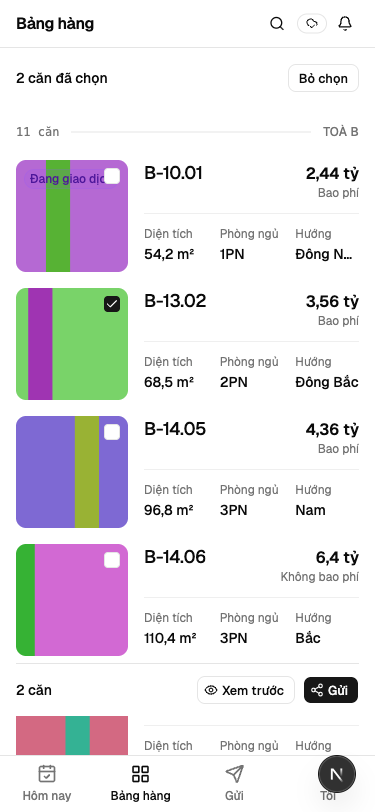 Bảng hàng
2 căn đã chọn
Bỏ chọn
11 căn
TOÀ B
Đang giao dịc
B-10.01
2,44 tỷ
Bao phí
Diện tích Phòng ngủ Hướng
54,2 m² 1PN Đông N...
B-13.02
3,56 tỷ
Bao phí
Diện tích Phòng ngủ Hướng
68,5 m² 2PN Đông Bắc
B-14.05
4,36 tỷ
Bao phí
Diện tích Phòng ngủ Hướng
96,8 m² 3PN Nam
B-14.06
6,4 tỷ
Không bao phí
Diện tích Phòng ngủ Hướng
110,4 m² 3PN Bắc
2 căn
Xem trước
Gửi
Diện tích Phòng ngủ Hướng
Hôm nay Bảng hàng Gửi Tôi
N